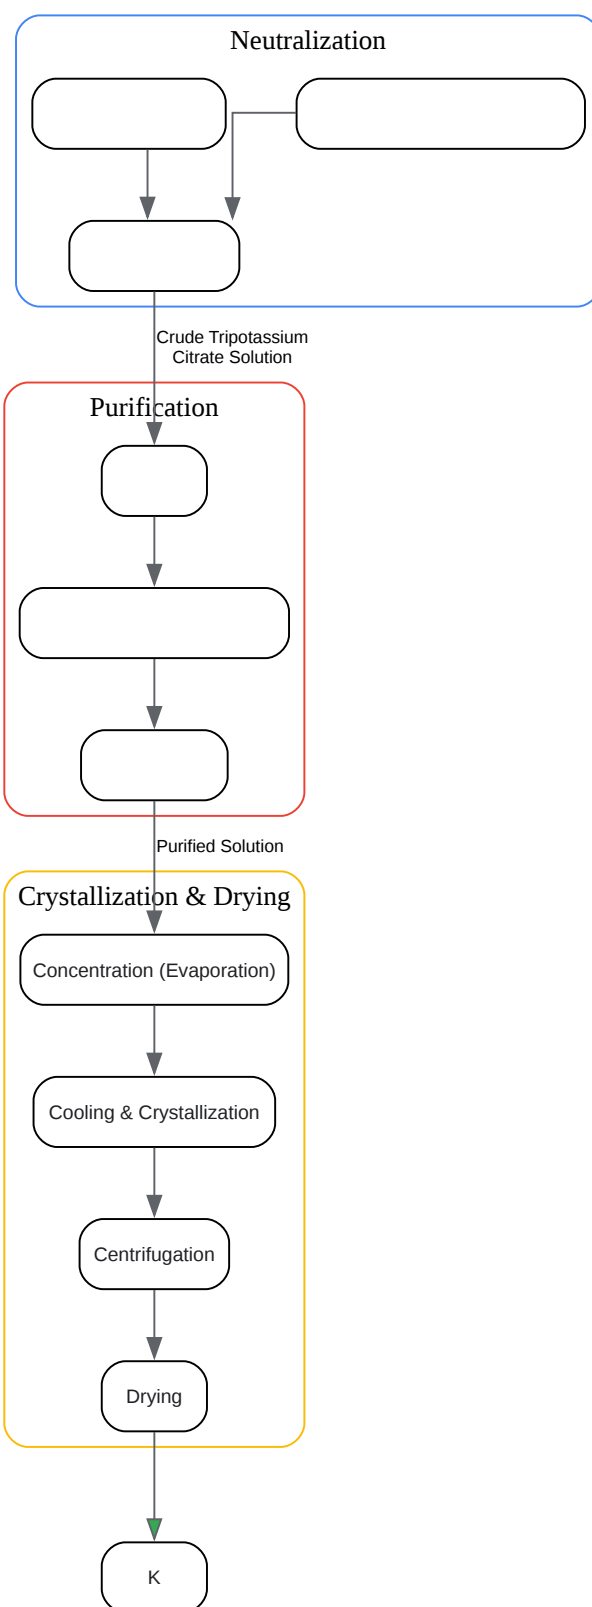 Neutralization
Crude Tripotassium
Citrate Solution
Purification
Purified Solution
Crystallization & Drying
Concentration (Evaporation)
Cooling & Crystallization
Centrifugation
Drying
K